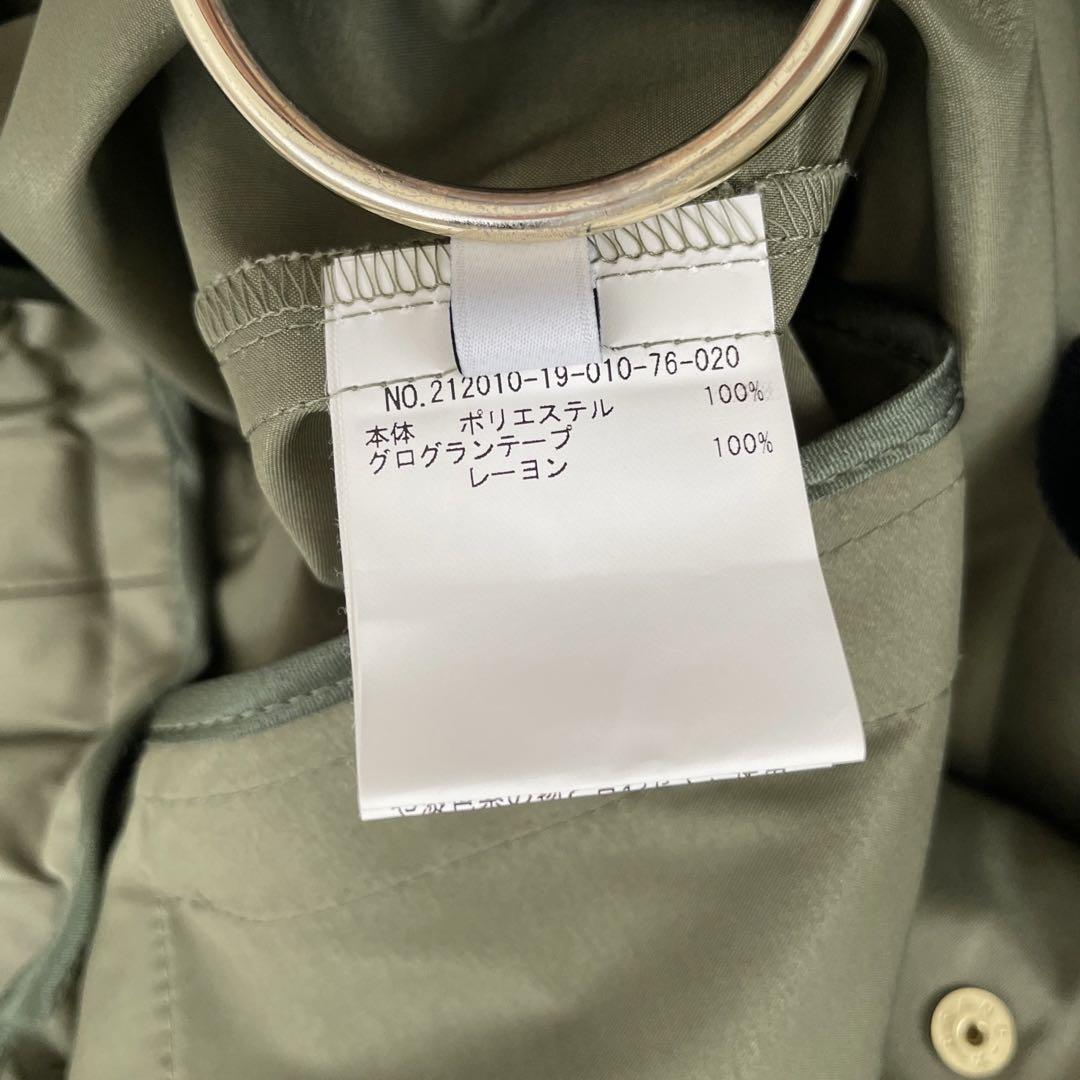 NO.212010-19-010-76-020
本体 ポリエステル 100%
グログランテープ
レーヨン 100%